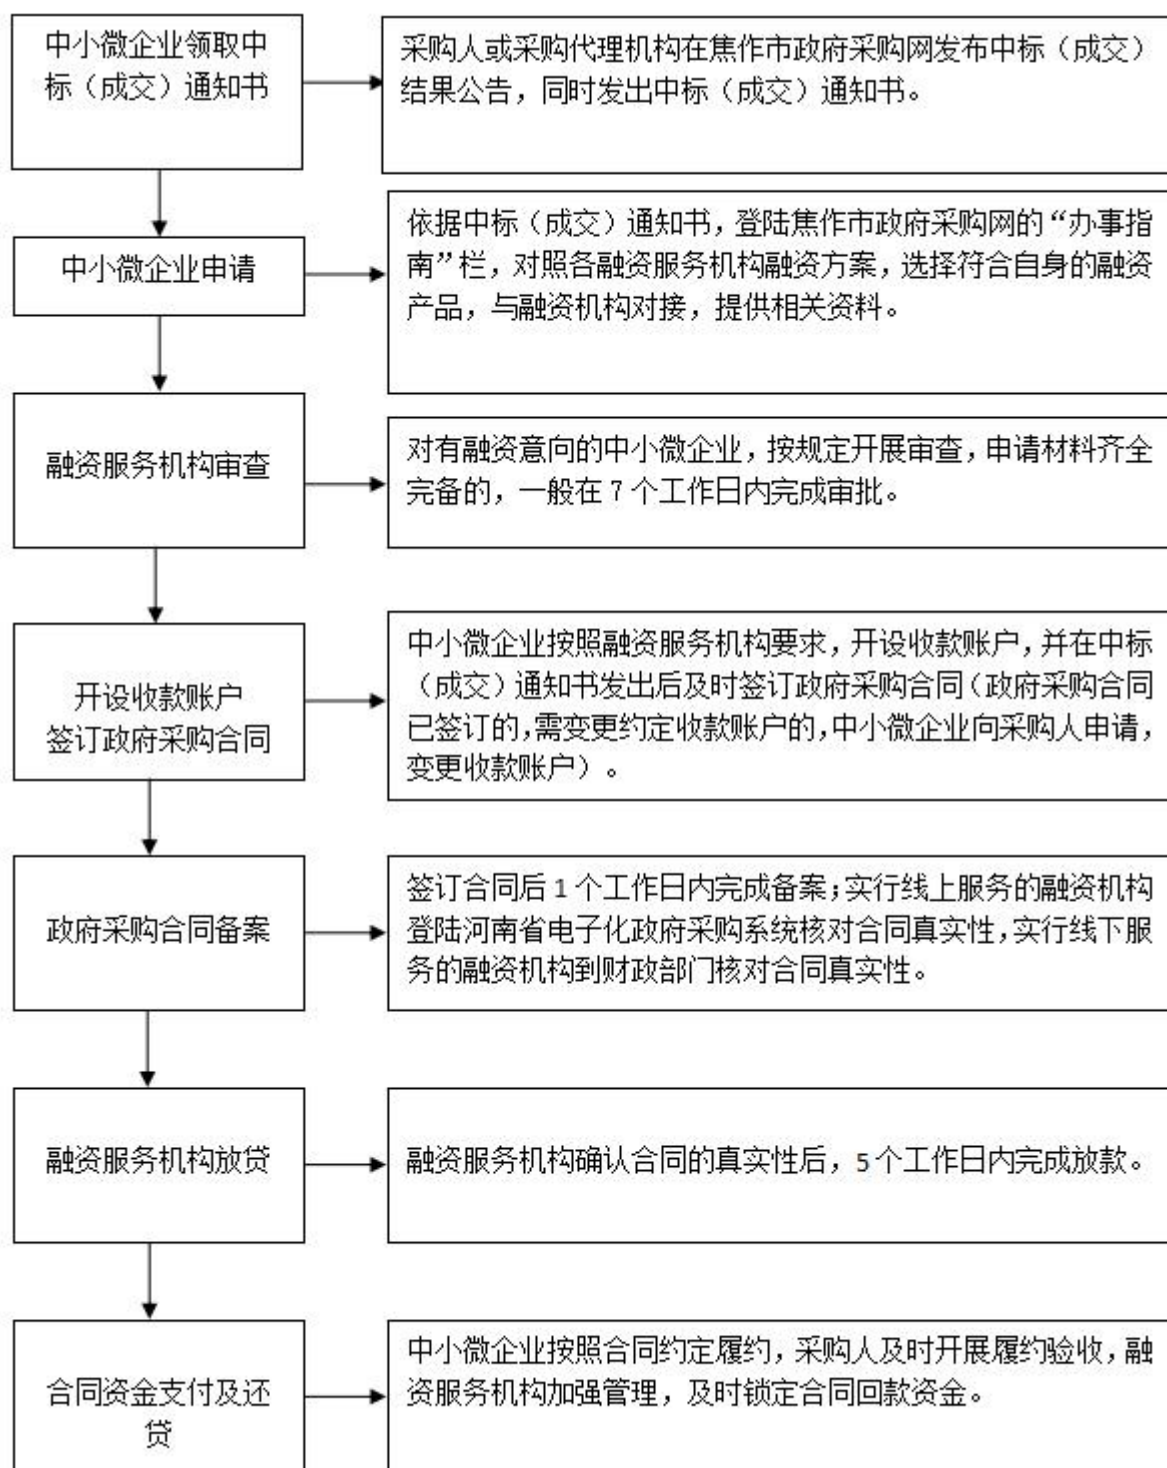 中小微企业领取中
标（成交）通知书
采购人或采购代理机构在焦作市政府采购网发布中标（成交）
结果公告，同时发出中标（成交）通知书。
中小微企业申请
依据中标（成交）通知书，登陆焦作市政府采购网的“办事指
南”栏，对照各融资服务机构融资方案，选择符合自身的融资
产品，与融资机构对接，提供相关资料。
融资服务机构审查
对有融资意向的中小微企业，按规定开展审查，申请材料齐全
完备的，一般在7个工作日内完成审批。
开设收款账户
签订政府采购合同
中小微企业按照融资服务机构要求，开设收款账户，并在中标
（成交）通知书发出后及时签订政府采购合同（政府采购合同
已签订的，需变更约定收款账户的，中小微企业向采购人申请，
变更收款账户）。
政府采购合同备案
签订合同后1个工作日内完成备案；实行线上服务的融资机构
登陆河南省电子化政府采购系统核对合同真实性，实行线下服
务的融资机构到财政部门核对合同真实性。
融资服务机构放贷
融资服务机构确认合同的真实性后，5个工作日内完成放款。
合同资金支付及还
贷
中小微企业按照合同约定履约，采购人及时开展履约验收，融
资服务机构加强管理，及时锁定合同回款资金。